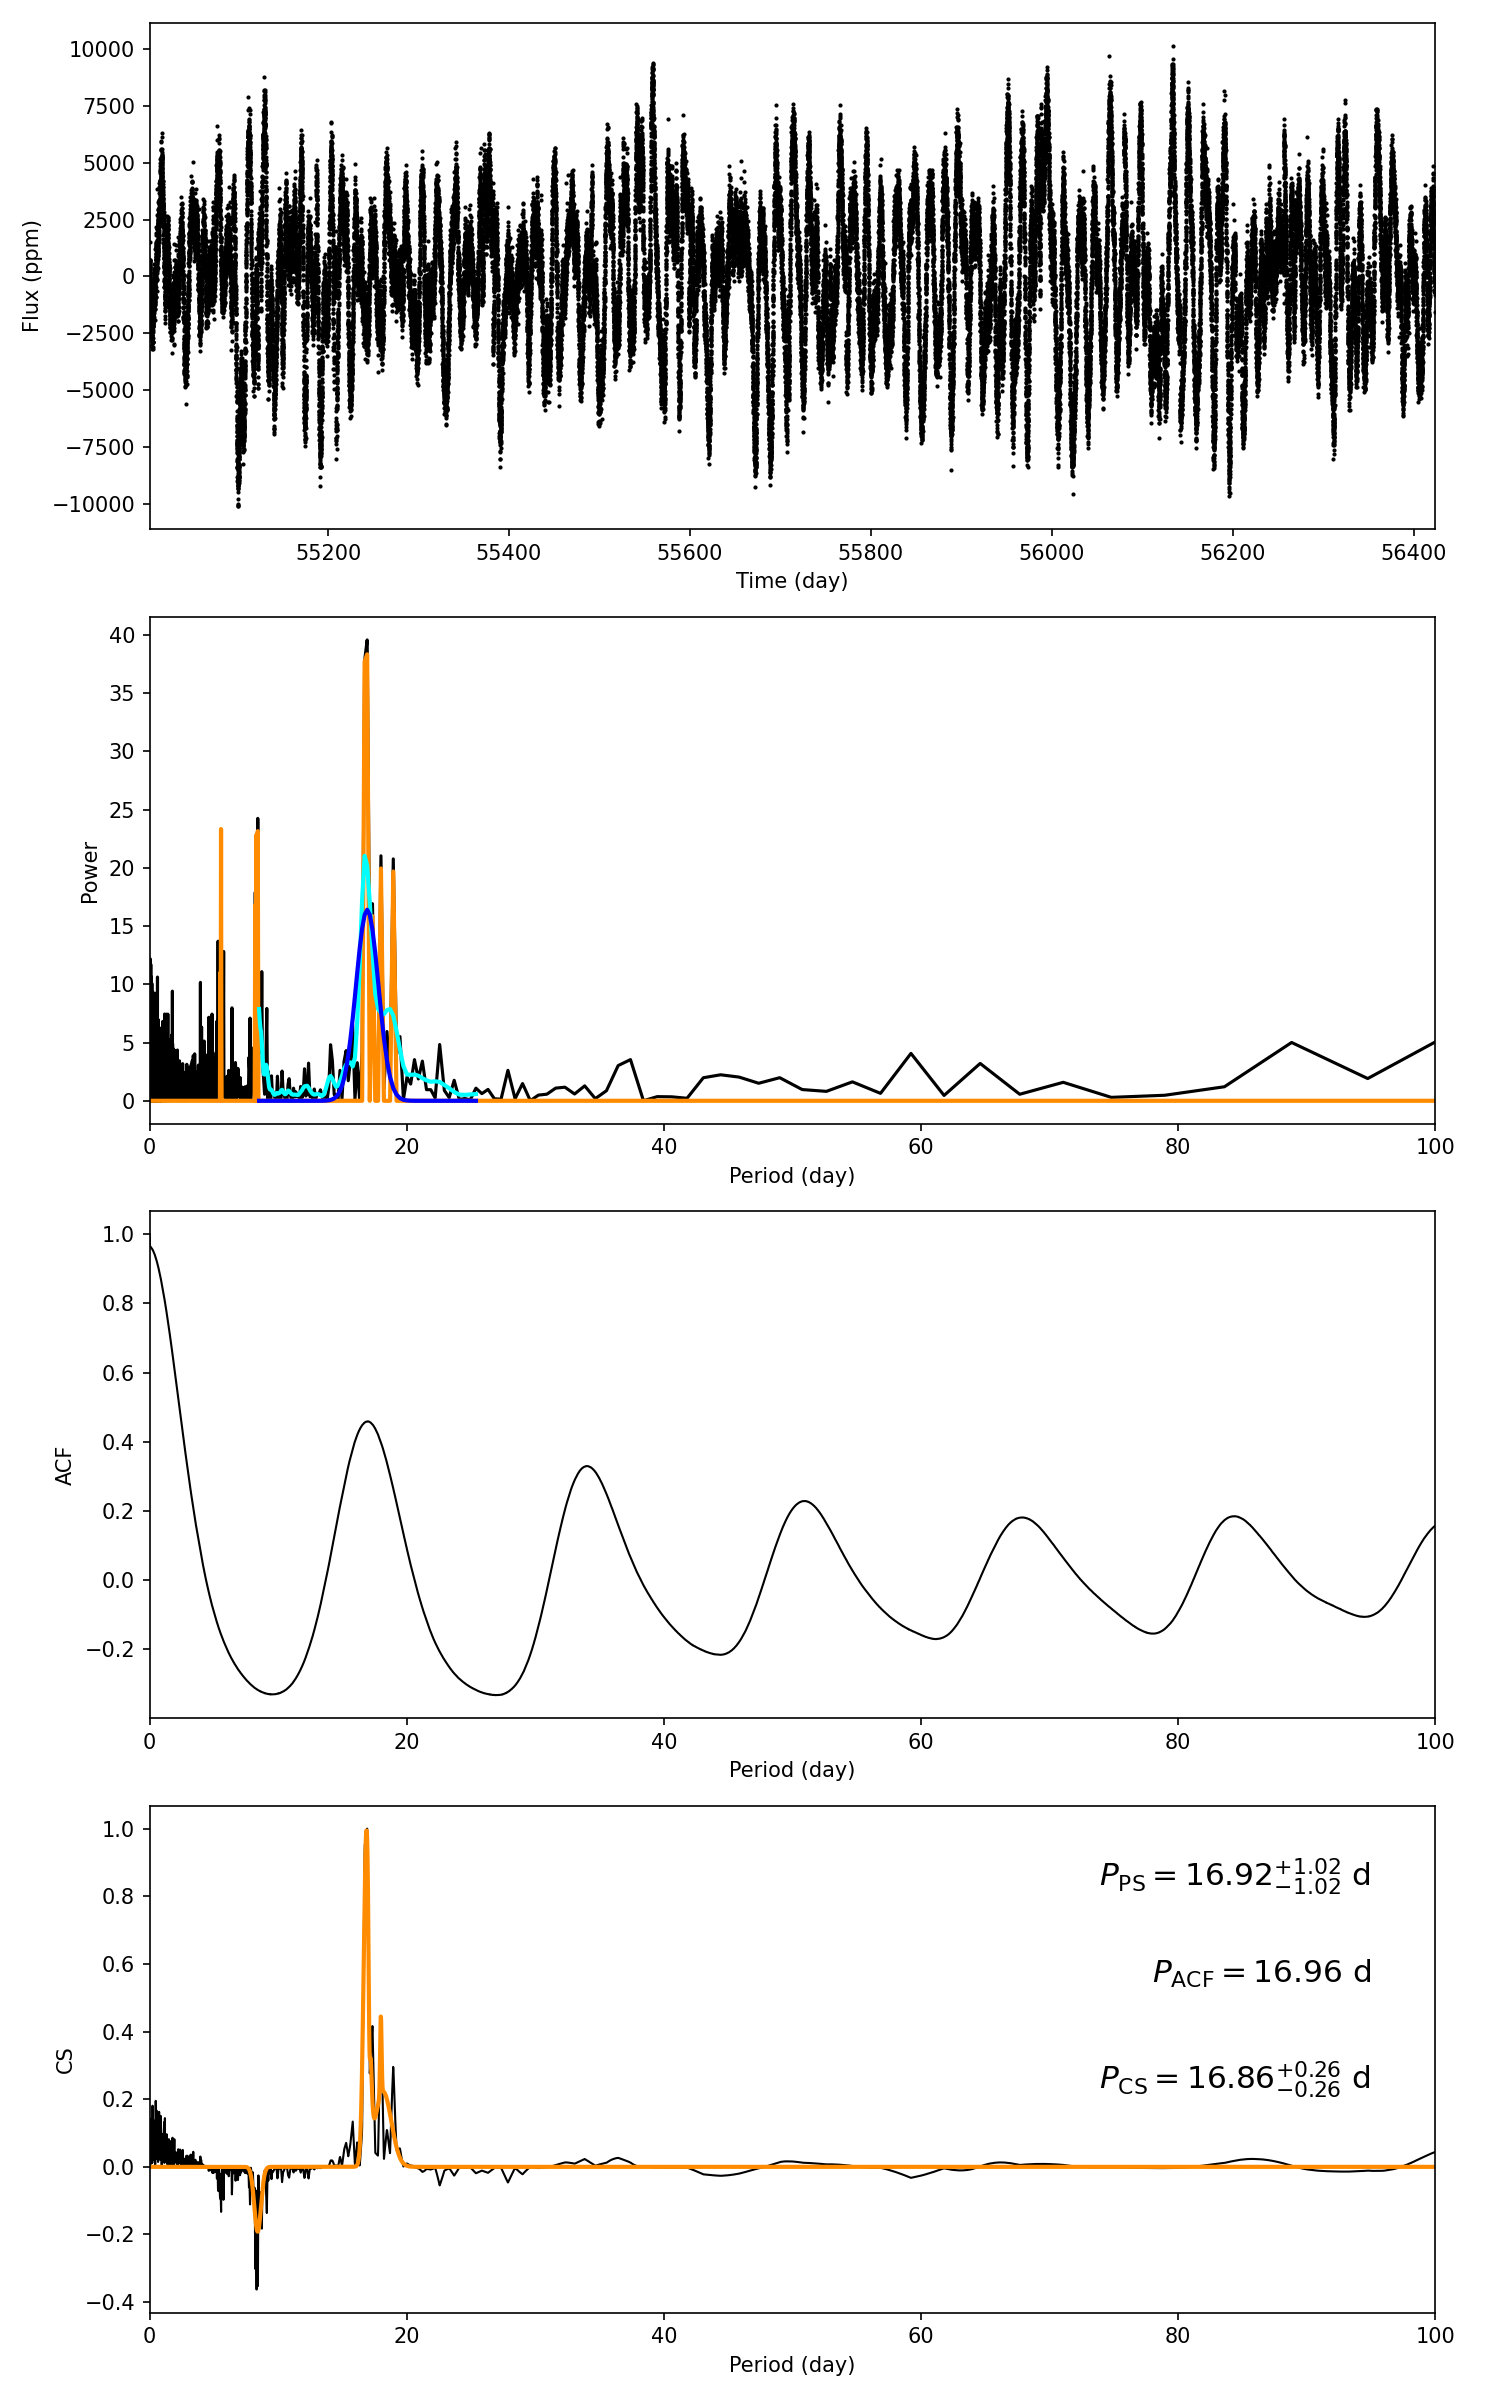 10000
7500
5000
2500
0
−2500
−5000
−7500
−10000
Flux (ppm)
55200 55400 55600 55800 56000 56200 56400
Time (day)
40
35
30
25
20
15
10
5
0
Power
0 20 40 60 80 100
Period (day)
1.0
0.8
0.6
0.4
0.2
0.0
−0.2
ACF
0 20 40 60 80 100
Period (day)
1.0
0.8
0.6
0.4
0.2
0.0
−0.2
−0.4
CS
P_PS = 16.92^{+1.02}_{−1.02} d
P_ACF = 16.96 d
P_CS = 16.86^{+0.26}_{−0.26} d
0 20 40 60 80 100
Period (day)